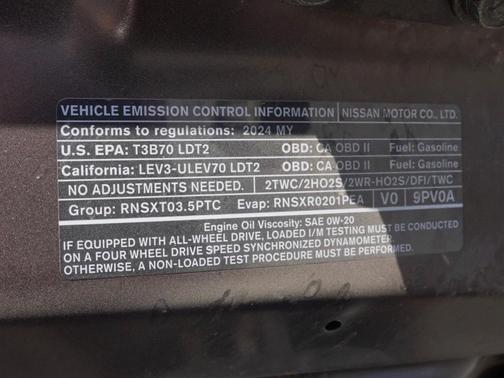 VEHICLE EMISSION CONTROL INFORMATION NISSAN MOTOR CO., LTD.
Conforms to regulations: 2024 MY
U.S. EPA: T3B70 LDT2 OBD: CA OBD II Fuel: Gasoline
California: LEV3-ULEV70 LDT2 OBD: CA OBD II Fuel: Gasoline
NO ADJUSTMENTS NEEDED. 2TWC/2HO2S/2WR-HO2S/DFI/TWC
Group: RNSXT03.5PTC Evap: RNSXR0201PEA V0 9PV0A
Engine Oil Viscosity: SAE 0W-20
IF EQUIPPED WITH ALL-WHEEL DRIVE, LOADED I/M TESTING MUST BE CONDUCTED
ON A FOUR WHEEL DRIVE SPEED SYNCHRONIZED DYNAMOMETER.
OTHERWISE, A NON-LOADED TEST PROCEDURE MUST BE PERFORMED.